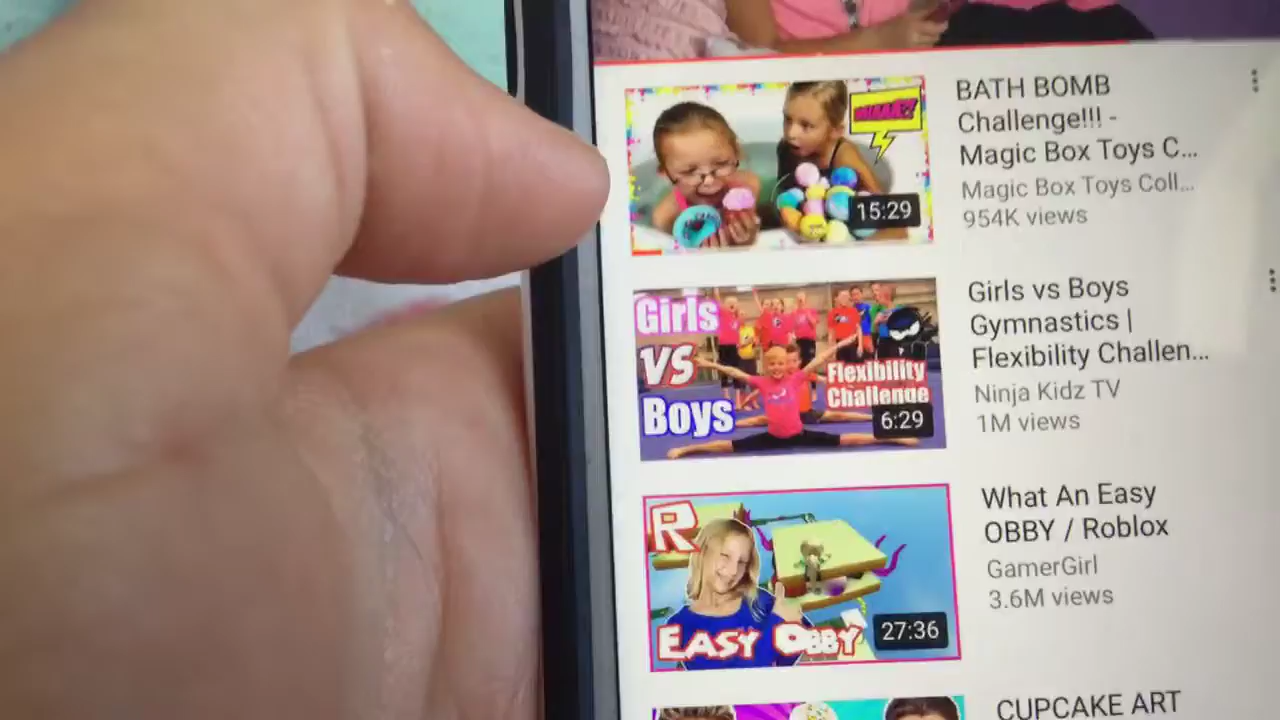 WHAAT?
15:29
BATH BOMB
Challenge!!! -
Magic Box Toys C...
Magic Box Toys Coll...
954K views
Girls
VS
Boys
Flexibility
Challenge
6:29
Girls vs Boys
Gymnastics |
Flexibility Challen...
Ninja Kidz TV
1M views
R
EASY OBBY
27:36
What An Easy
OBBY / Roblox
GamerGirl
3.6M views
CUPCAKE ART